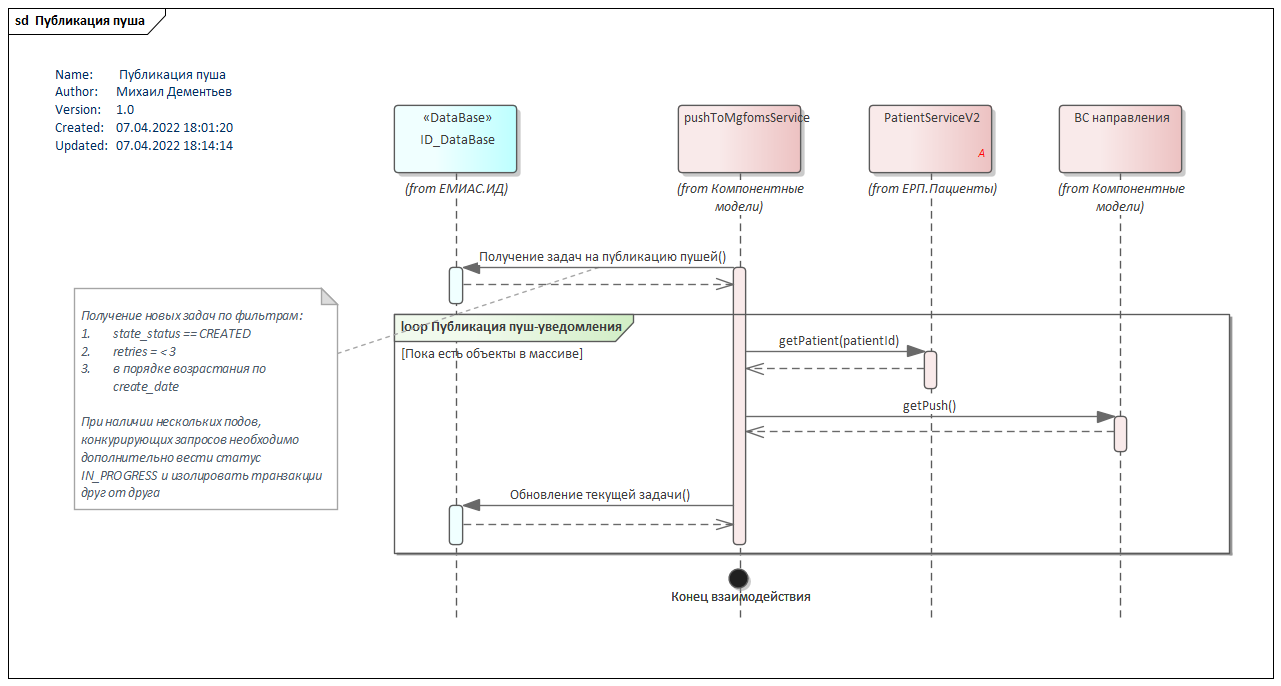 sd Публикация пуша
Name: Публикация пуша
Author: Михаил Дементьев
Version: 1.0
Created: 07.04.2022 18:01:20
Updated: 07.04.2022 18:14:14
«DataBase»
ID_DataBase
(from ЕМИАС.ИД)
pushToMgfomsService
(from Компонентные
модели)
PatientServiceV2
A
(from ЕРП.Пациенты)
ВС направления
(from Компонентные
модели)
Получение задач на публикацию пушей()
Получение новых задач по фильтрам:
1. state_status == CREATED
2. retries = < 3
3. в порядке возрастания по
create_date
При наличии нескольких подов,
конкурирующих запросов необходимо
дополнительно вести статус
IN_PROGRESS и изолировать транзакции
друг от друга
loop Публикация пуш-уведомления
[Пока есть объекты в массиве]
getPatient(patientId)
getPush()
Обновление текущей задачи()
Конец взаимодействия